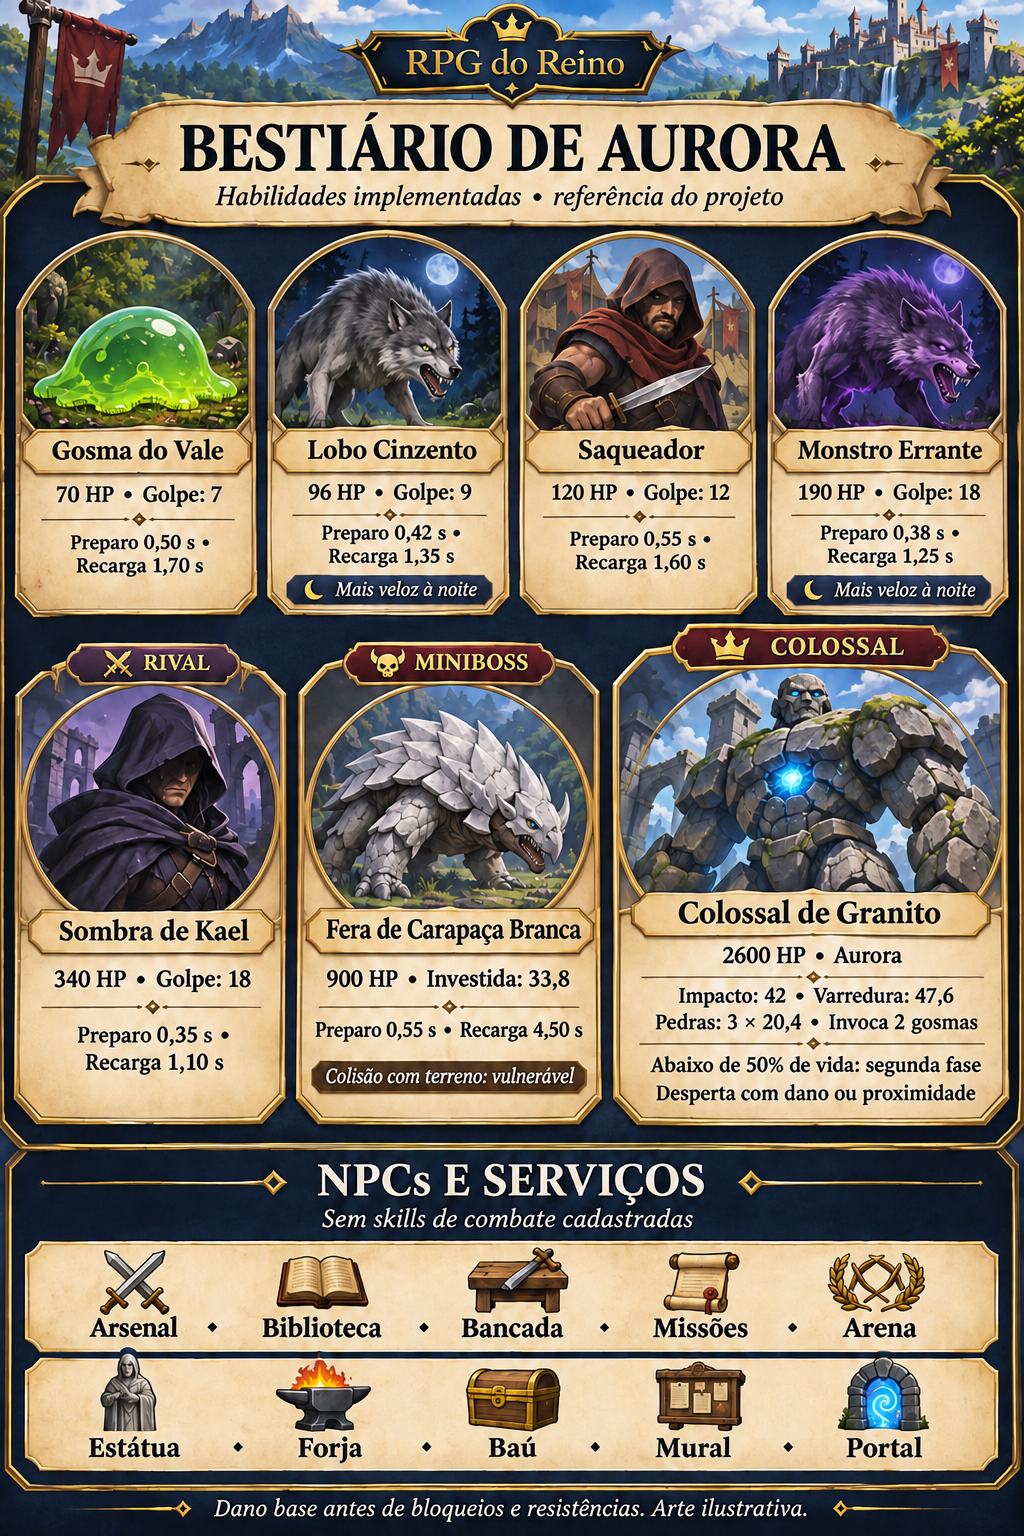 RPG do Reino
BESTIÁRIO DE AURORA
Habilidades implementadas • referência do projeto
Gosma do Vale
70 HP • Golpe: 7
Preparo 0,50 s •
Recarga 1,70 s
Lobo Cinzento
96 HP • Golpe: 9
Preparo 0,42 s •
Recarga 1,35 s
Mais veloz à noite
Saqueador
120 HP • Golpe: 12
Preparo 0,55 s •
Recarga 1,60 s
Monstro Errante
190 HP • Golpe: 18
Preparo 0,38 s •
Recarga 1,25 s
Mais veloz à noite
RIVAL
Sombra de Kael
340 HP • Golpe: 18
Preparo 0,35 s •
Recarga 1,10 s
MINIBOSS
Fera de Carapaça Branca
900 HP • Investida: 33,8
Preparo 0,55 s • Recarga 4,50 s
Colisão com terreno: vulnerável
COLOSSAL
Colossal de Granito
2600 HP • Aurora
Impacto: 42 • Varredura: 47,6
Pedras: 3 × 20,4 • Invoca 2 gosmas
Abaixo de 50% de vida: segunda fase
Desperta com dano ou proximidade
NPCs E SERVIÇOS
Sem skills de combate cadastradas
Arsenal • Biblioteca • Bancada • Missões • Arena
Estátua • Forja • Baú • Mural • Portal
Dano base antes de bloqueios e resistências. Arte ilustrativa.